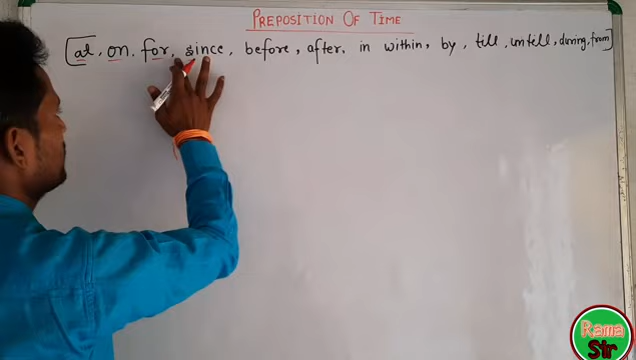 PREPOSITION OF TIME
[at, on, for, since, before, after, in within, by, till, untill, during, from]
Rama
Sir